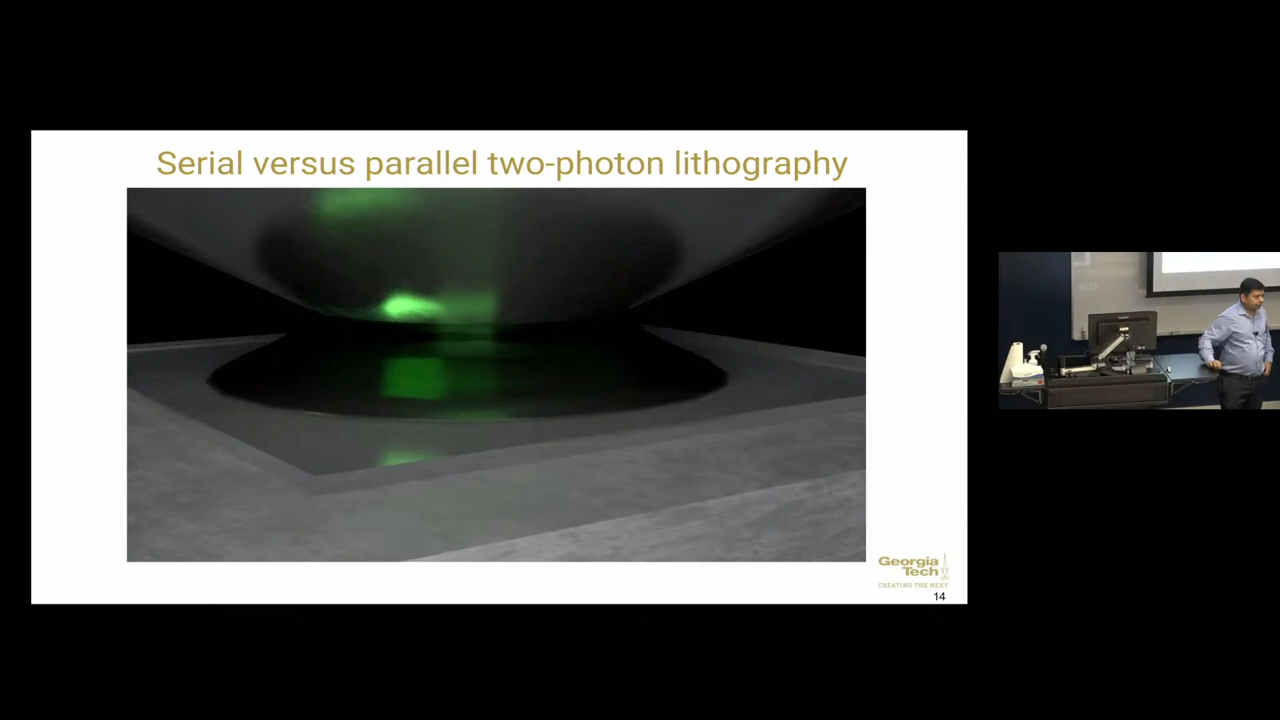 Serial versus parallel two-photon lithography
Georgia
Tech
CREATING THE NEXT
14